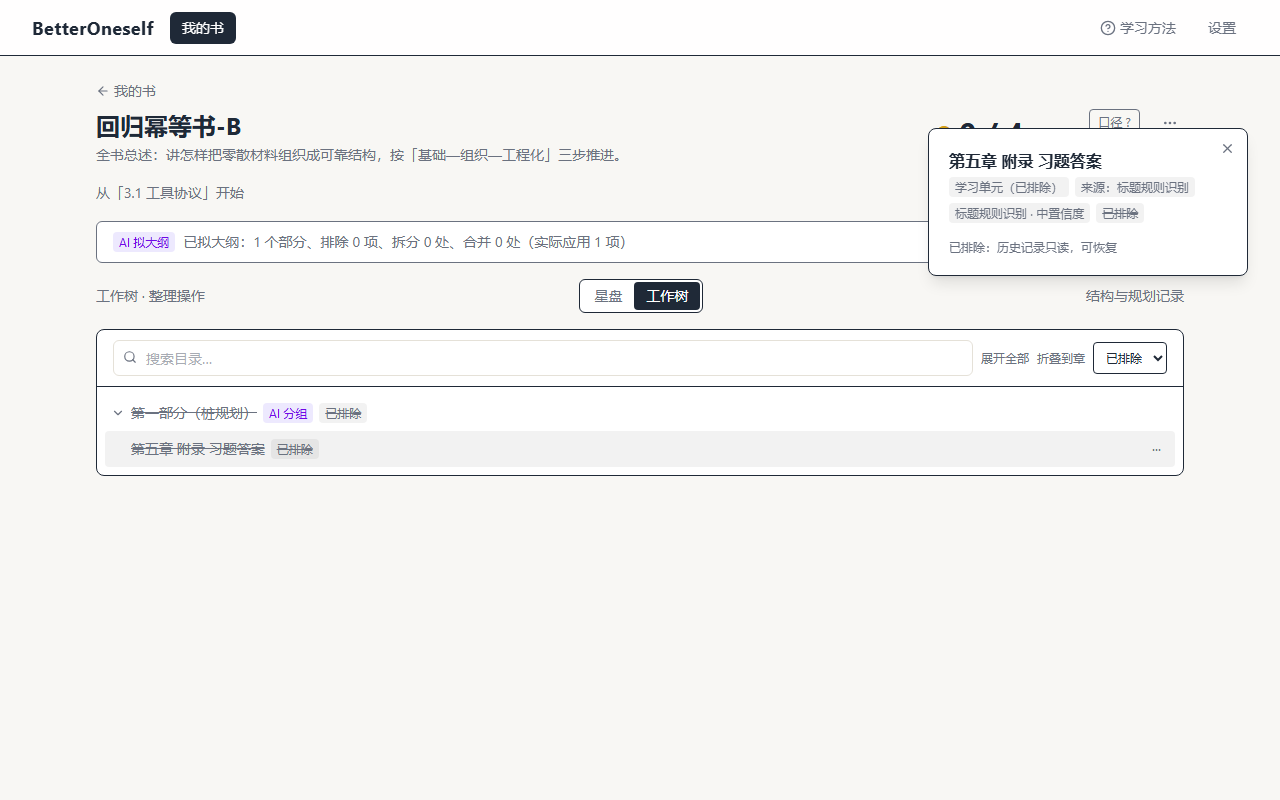 BetterOneself 我的书 学习方法 设置
我的书
回归幂等书-B
口径 ? ...
全书总述：讲怎样把零散材料组织成可靠结构，按「基础—组织—工程化」三步推进。
从「3.1 工具协议」开始
AI 拟大纲 已拟大纲：1 个部分、排除 0 项、拆分 0 处、合并 0 处（实际应用 1 项）
第五章 附录 习题答案
学习单元（已排除） 来源：标题规则识别
标题规则识别 · 中置信度 已排除
已排除：历史记录只读，可恢复
工作树 · 整理操作 星盘 工作树 结构与规划记录
搜索目录... 展开全部 折叠到章 已排除
第一部分（桩规划） AI 分组 已排除
第五章 附录 习题答案 已排除 ...